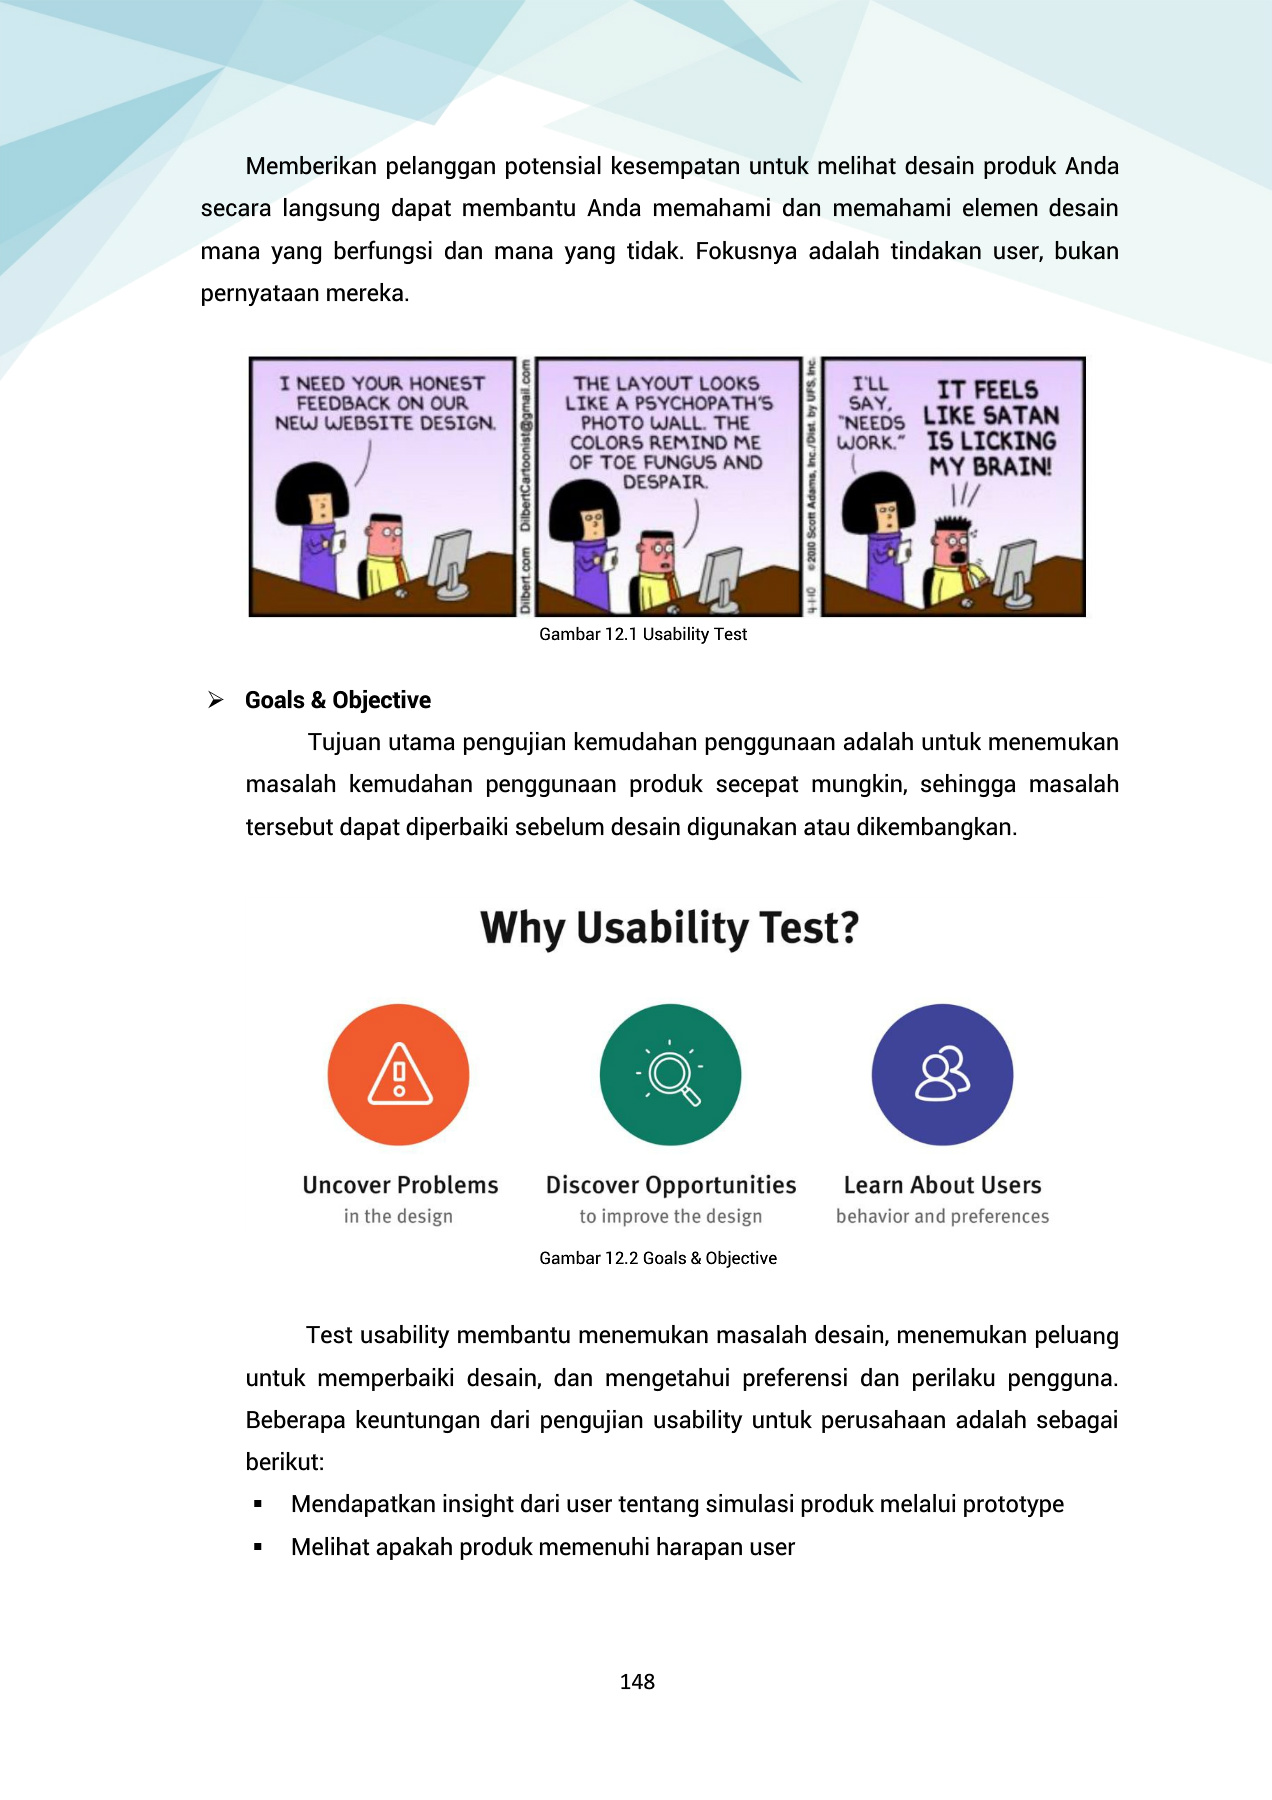 Memberikan pelanggan potensial kesempatan untuk melihat desain produk Anda
secara langsung dapat membantu Anda memahami dan memahami elemen desain
mana yang berfungsi dan mana yang tidak. Fokusnya adalah tindakan user, bukan
pernyataan mereka.
I NEED YOUR HONEST
FEEDBACK ON OUR
NEW WEBSITE DESIGN.
Dilbert.com DilbertCartoonist@gmail.com
THE LAYOUT LOOKS
LIKE A PSYCHOPATH'S
PHOTO WALL. THE
COLORS REMIND ME
OF TOE FUNGUS AND
DESPAIR.
4-1-10 ©2010 Scott Adams, Inc./Dist. by UFS, Inc.
I'LL
SAY,
"NEEDS
WORK."
IT FEELS
LIKE SATAN
IS LICKING
MY BRAIN!
Gambar 12.1 Usability Test
➢ Goals & Objective
Tujuan utama pengujian kemudahan penggunaan adalah untuk menemukan
masalah kemudahan penggunaan produk secepat mungkin, sehingga masalah
tersebut dapat diperbaiki sebelum desain digunakan atau dikembangkan.
Why Usability Test?
Uncover Problems
in the design
Discover Opportunities
to improve the design
Learn About Users
behavior and preferences
Gambar 12.2 Goals & Objective
Test usability membantu menemukan masalah desain, menemukan peluang
untuk memperbaiki desain, dan mengetahui preferensi dan perilaku pengguna.
Beberapa keuntungan dari pengujian usability untuk perusahaan adalah sebagai
berikut:
▪ Mendapatkan insight dari user tentang simulasi produk melalui prototype
▪ Melihat apakah produk memenuhi harapan user
148